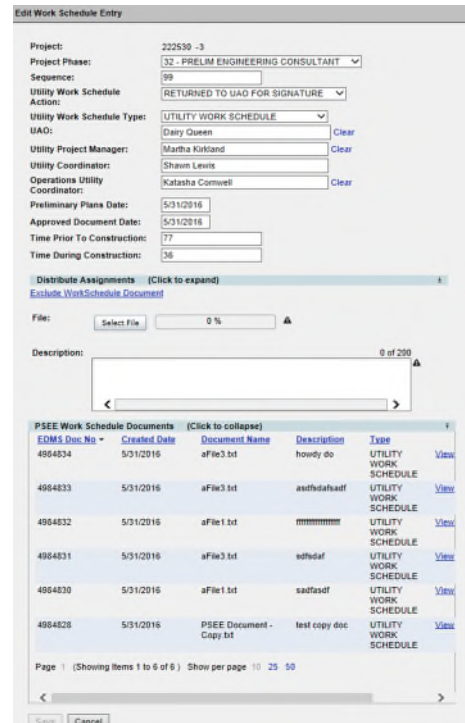 Edit Work Schedule Entry
Project: 222530 -3
Project Phase: 32 - PRELIM ENGINEERING CONSULTANT
Sequence: 99
Utility Work Schedule Action: RETURNED TO UAO FOR SIGNATURE
Utility Work Schedule Type: UTILITY WORK SCHEDULE
UAO: Dairy Queen Clear
Utility Project Manager: Martha Kirkland Clear
Utility Coordinator: Shawn Lewis
Operations Utility Coordinator: Katasha Cornwell Clear
Preliminary Plans Date: 5/31/2016
Approved Document Date: 5/31/2016
Time Prior To Construction: 77
Time During Construction: 36
Distribute Assignments (Click to expand)
Exclude WorkSchedule Document
File: Select File 0 %
Description: 0 of 200
PSEE Work Schedule Documents (Click to collapse)
EDMS Doc No Created Date Document Name Description Type
4984834 5/31/2016 aFile3.txt howdy do UTILITY WORK SCHEDULE View
4984833 5/31/2016 aFile3.txt asdfsdafsadf UTILITY WORK SCHEDULE View
4984832 5/31/2016 aFile1.txt UTILITY WORK SCHEDULE View
4984831 5/31/2016 aFile3.txt sdfsdaf UTILITY WORK SCHEDULE View
4984830 5/31/2016 aFile1.txt sadfasdf UTILITY WORK SCHEDULE View
4984828 5/31/2016 PSEE Document - Copy.txt test copy doc UTILITY WORK SCHEDULE View
Page 1 (Showing Items 1 to 6 of 6) Show per page 10 25 50
Save Cancel